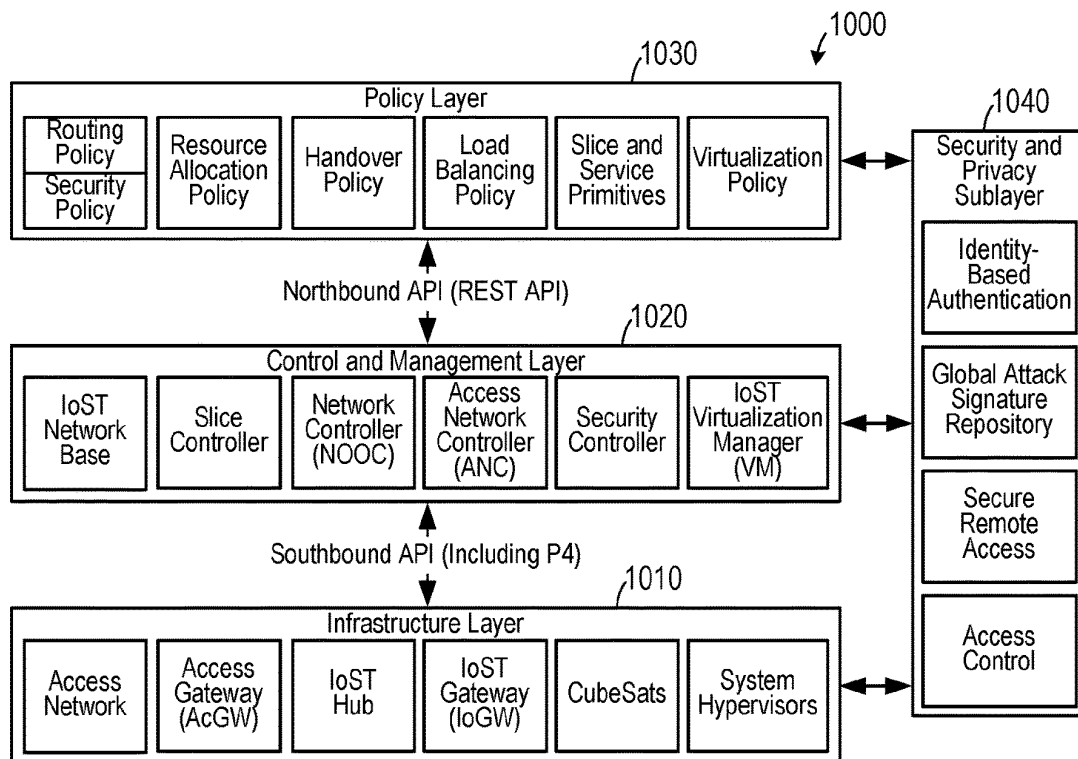 1000
1030
Policy Layer
Routing
Policy
Security
Policy
Resource
Allocation
Policy
Handover
Policy
Load
Balancing
Policy
Slice and
Service
Primitives
Virtualization
Policy
Northbound API (REST API)
1020
Control and Management Layer
IoST
Network
Base
Slice
Controller
Network
Controller
(NOOC)
Access
Network
Controller
(ANC)
Security
Controller
IoST
Virtualization
Manager
(VM)
Southbound API (Including P4)
1010
Infrastructure Layer
Access
Network
Access
Gateway
(AcGW)
IoST
Hub
IoST
Gateway
(IoGW)
CubeSats
System
Hypervisors
1040
Security and
Privacy
Sublayer
Identity-
Based
Authentication
Global Attack
Signature
Repository
Secure
Remote
Access
Access
Control